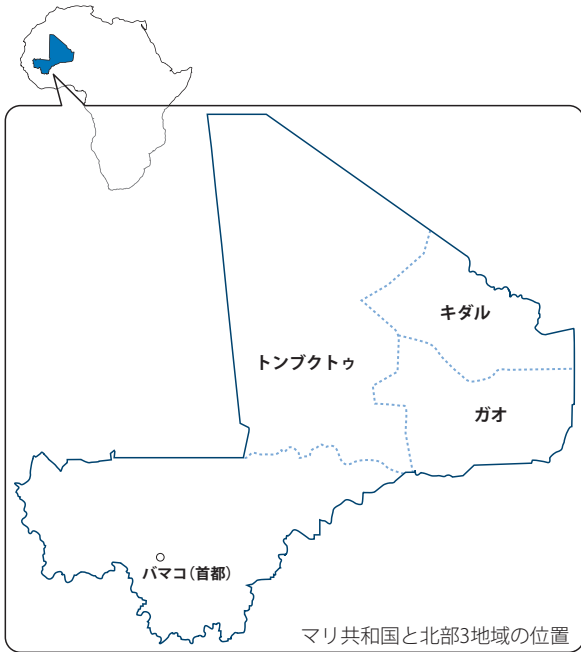 キダル
トンブクトゥ
ガオ
バマコ(首都)
マリ共和国と北部3地域の位置